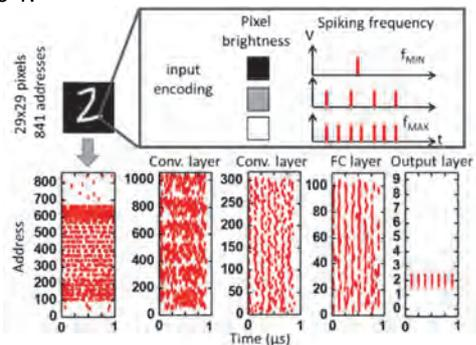 Pixel brightness
Spiking frequency
input encoding
V
fMIN
fMAX
t
29x29 pixels
841 addresses
2
Conv. layer
Conv. layer
FC layer
Output layer
Address
800
700
600
500
400
300
200
100
0
1000
800
600
400
200
0
300
250
200
150
100
50
0
100
80
60
40
20
0
9
8
7
6
5
4
3
2
1
0
0 1
0 1
0 1
0 1
0 1
Time (µs)